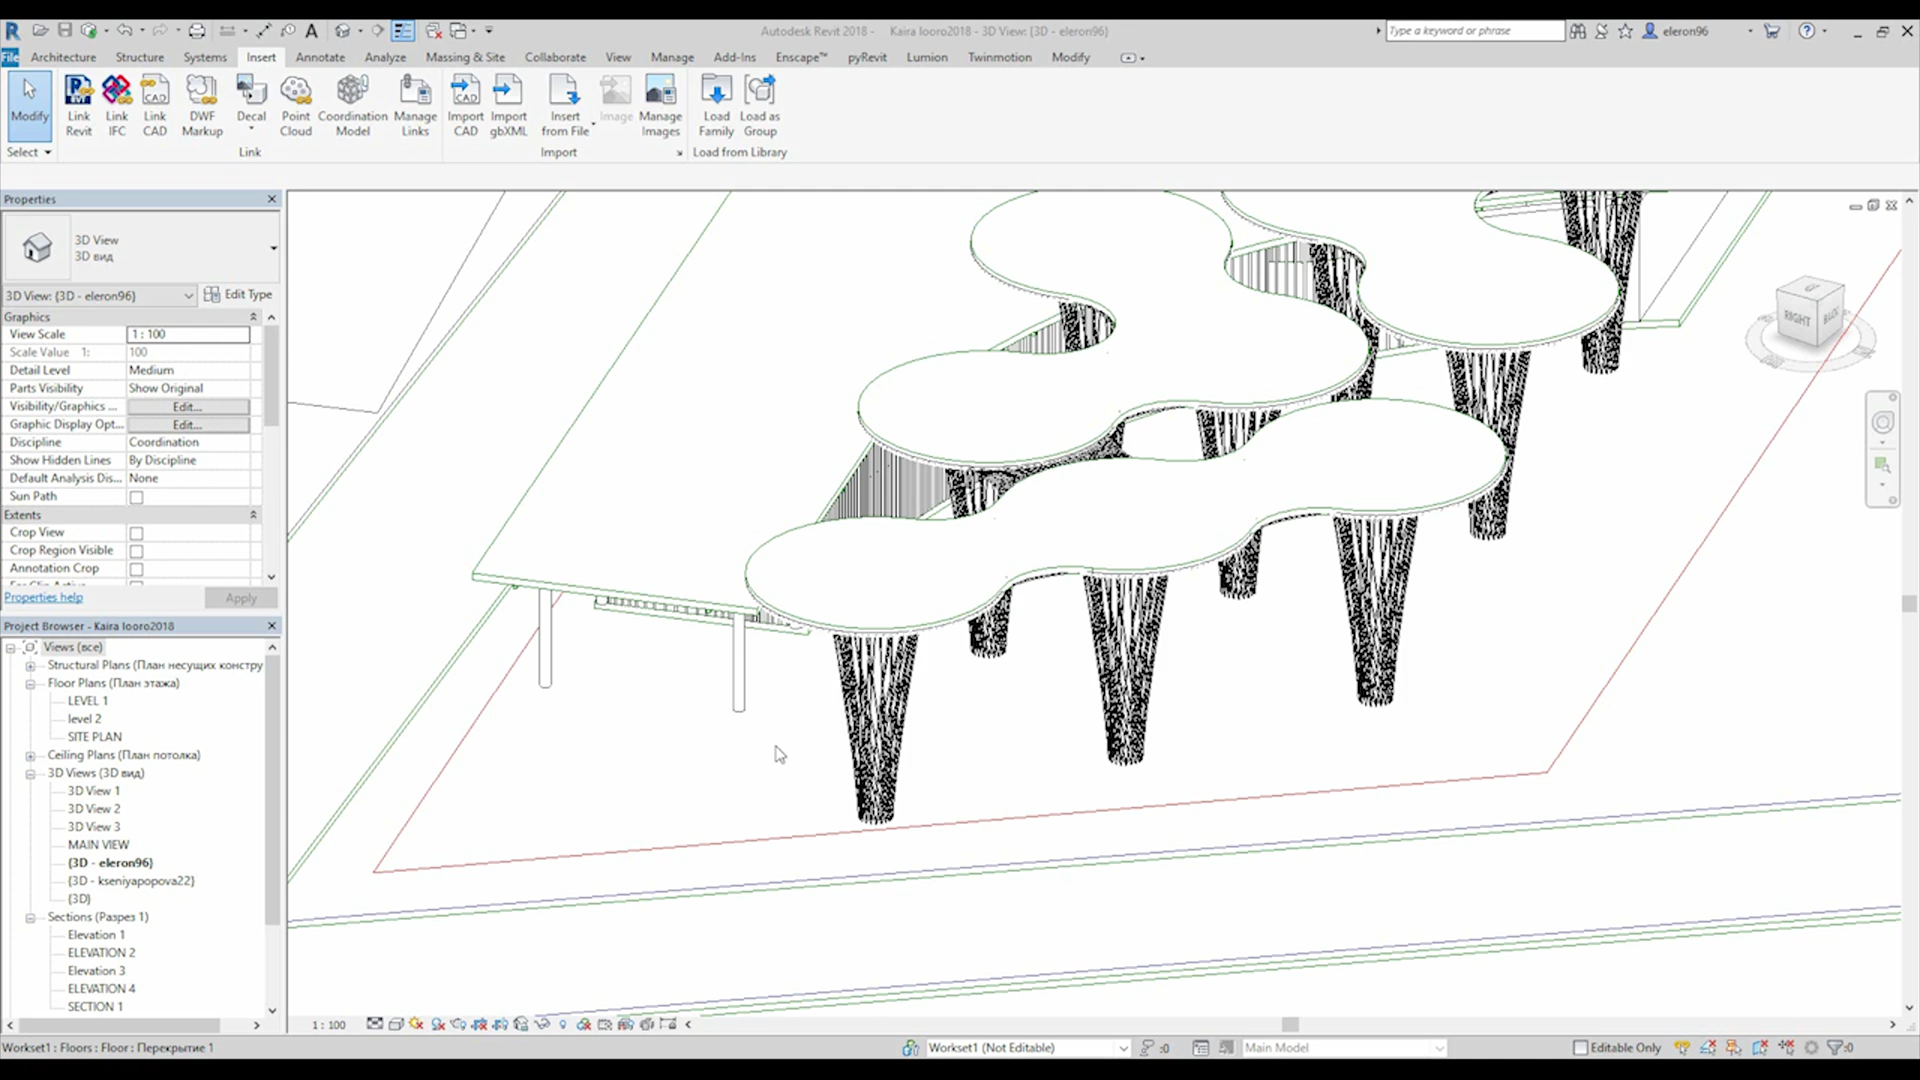 Autodesk Revit 2018 - Kaira looro2018 - 3D View: {3D - eleron96}
Type a keyword or phrase
eleron96
File Architecture Structure Systems Insert Annotate Analyze Massing & Site Collaborate View Manage Add-Ins Enscape™ pyRevit Lumion Twinmotion Modify
Modify
Link Revit
Link IFC
Link CAD
DWF Markup
Decal
Point Cloud
Coordination Model
Manage Links
Import CAD
Import gbXML
Insert from File
Image
Manage Images
Load Family
Load as Group
Select
Link
Import
Load from Library
Properties
3D View
3D вид
3D View: {3D - eleron96}
Edit Type
Graphics
View Scale 1 : 100
Scale Value 1: 100
Detail Level Medium
Parts Visibility Show Original
Visibility/Graphics ... Edit...
Graphic Display Opt... Edit...
Discipline Coordination
Show Hidden Lines By Discipline
Default Analysis Dis... None
Sun Path
Extents
Crop View
Crop Region Visible
Annotation Crop
Properties help
Apply
Project Browser - Kaira looro2018
Views (все)
Structural Plans (План несущих констру
Floor Plans (План этажа)
LEVEL 1
level 2
SITE PLAN
Ceiling Plans (План потолка)
3D Views (3D вид)
3D View 1
3D View 2
3D View 3
MAIN VIEW
{3D - eleron96}
{3D - kseniyapopova22}
{3D}
Sections (Разрез 1)
Elevation 1
ELEVATION 2
Elevation 3
ELEVATION 4
SECTION 1
RIGHT
1 : 100
Workset1 : Floors : Floor : Перекрытие 1
Workset1 (Not Editable)
:0
Main Model
Editable Only
:0